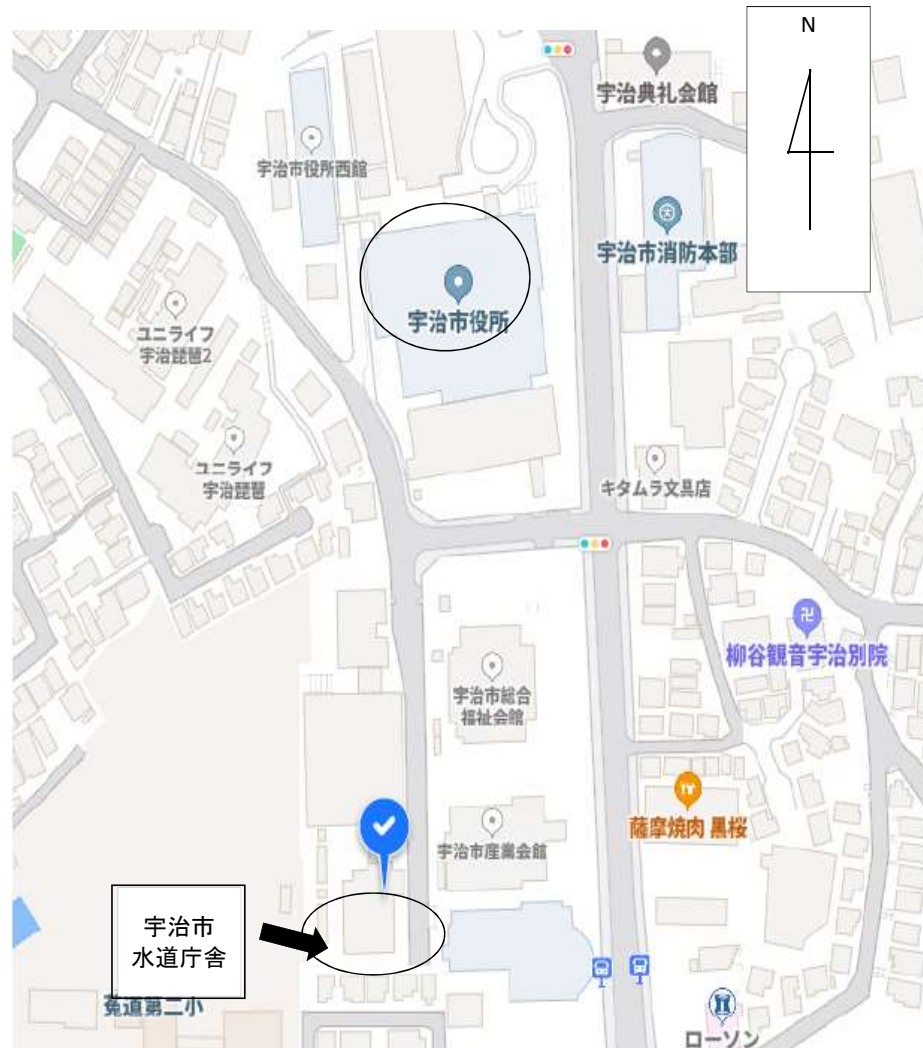 N
宇治典礼会館
宇治市役所西館
宇治市消防本部
宇治市役所
ユニライフ
宇治琵琶2
ユニライフ
宇治琵琶
キタムラ文具店
柳谷観音宇治別院
宇治市総合
福祉会館
薩摩焼肉 黒桜
宇治市産業会館
宇治市
水道庁舎
菟道第二小
ローソン